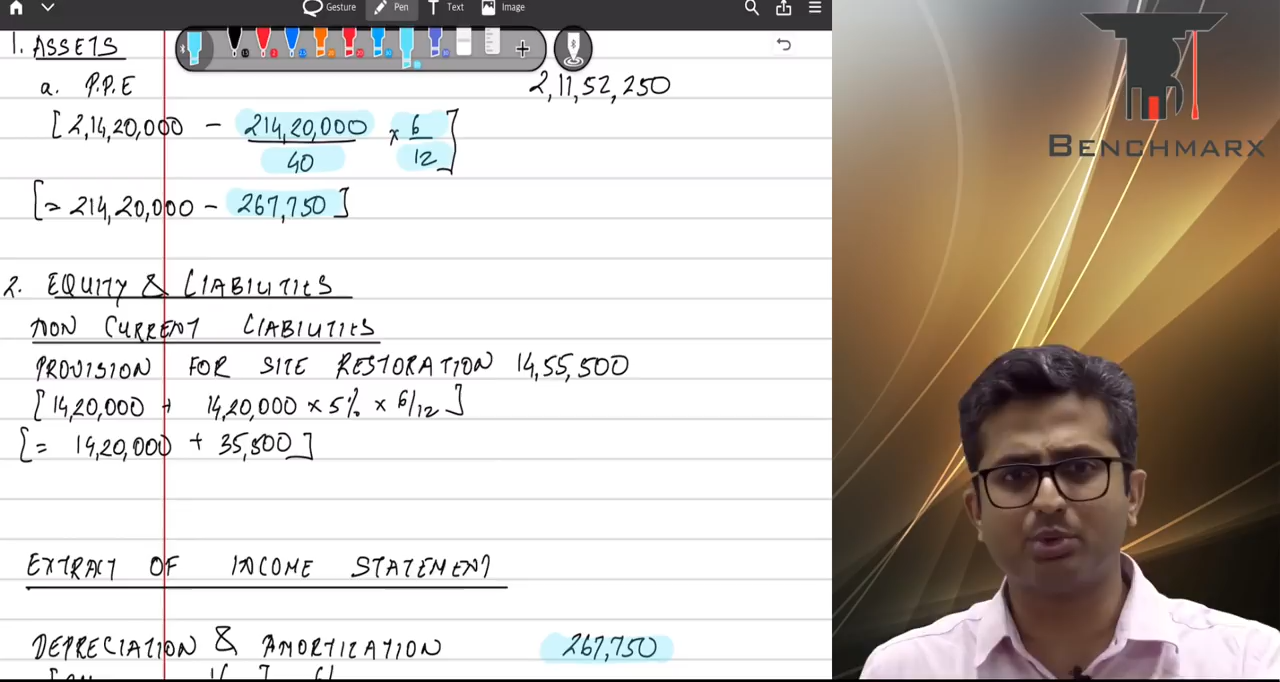 Gesture Pen Text Image
1. ASSETS
a. P.P.E 2,11,52,250
[2,14,20,000 - 214,20,000 / 40 × 6/12]
[= 214,20,000 - 267,750]
2. EQUITY & LIABILITIES
NON CURRENT LIABILITIES
PROVISION FOR SITE RESTORATION 14,55,500
[14,20,000 + 14,20,000 × 5% × 6/12]
[= 14,20,000 + 35,500]
EXTRACT OF INCOME STATEMENT
DEPRECIATION & AMORTIZATION 267,750
BENCHMARX